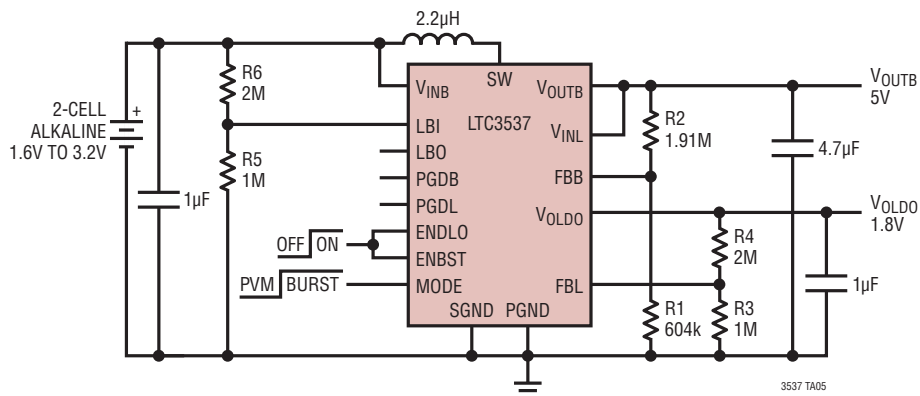 2.2µH
2-CELL
ALKALINE
1.6V TO 3.2V
+
1µF
R6
2M
R5
1M
OFF ON
PVM BURST
VINB
LBI
LBO
PGDB
PGDL
ENDLO
ENBST
MODE
SW
LTC3537
SGND PGND
VOUTB
VINL
FBB
VOLDO
FBL
R2
1.91M
R1
604k
R4
2M
R3
1M
4.7µF
1µF
VOUTB
5V
VOLDO
1.8V
3537 TA05